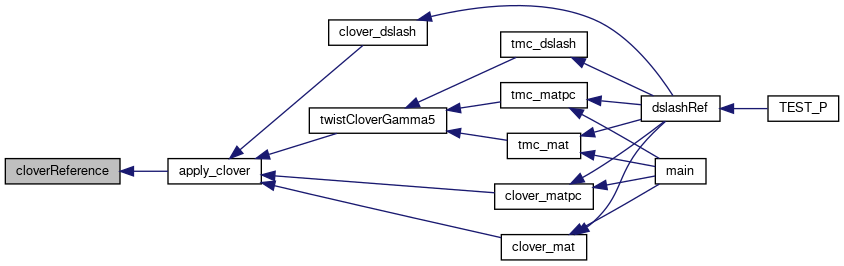 clover_dslash
tmc_dslash
tmc_matpc
dslashRef
TEST_P
twistCloverGamma5
tmc_mat
cloverReference
apply_clover
main
clover_matpc
clover_mat